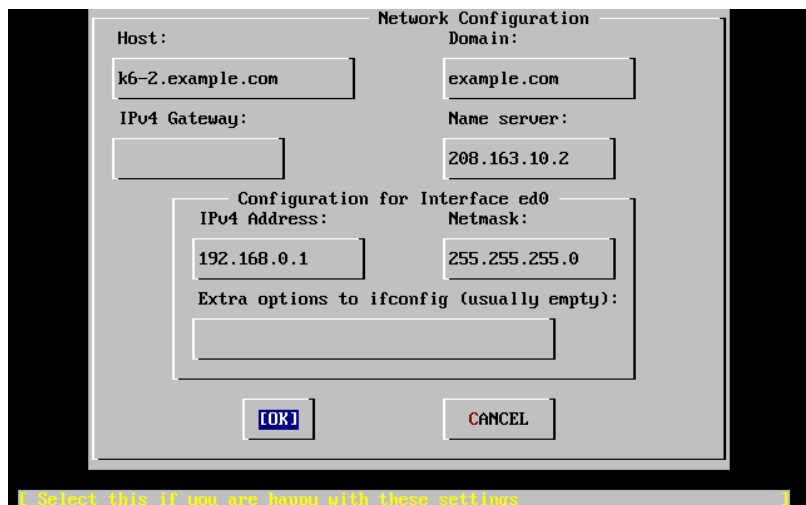 Network Configuration
Host: Domain:
k6-2.example.com example.com
IPv4 Gateway: Name server:
208.163.10.2
Configuration for Interface ed0
IPv4 Address: Netmask:
192.168.0.1 255.255.255.0
Extra options to ifconfig (usually empty):
[OK] CANCEL
[ Select this if you are happy with these settings ]